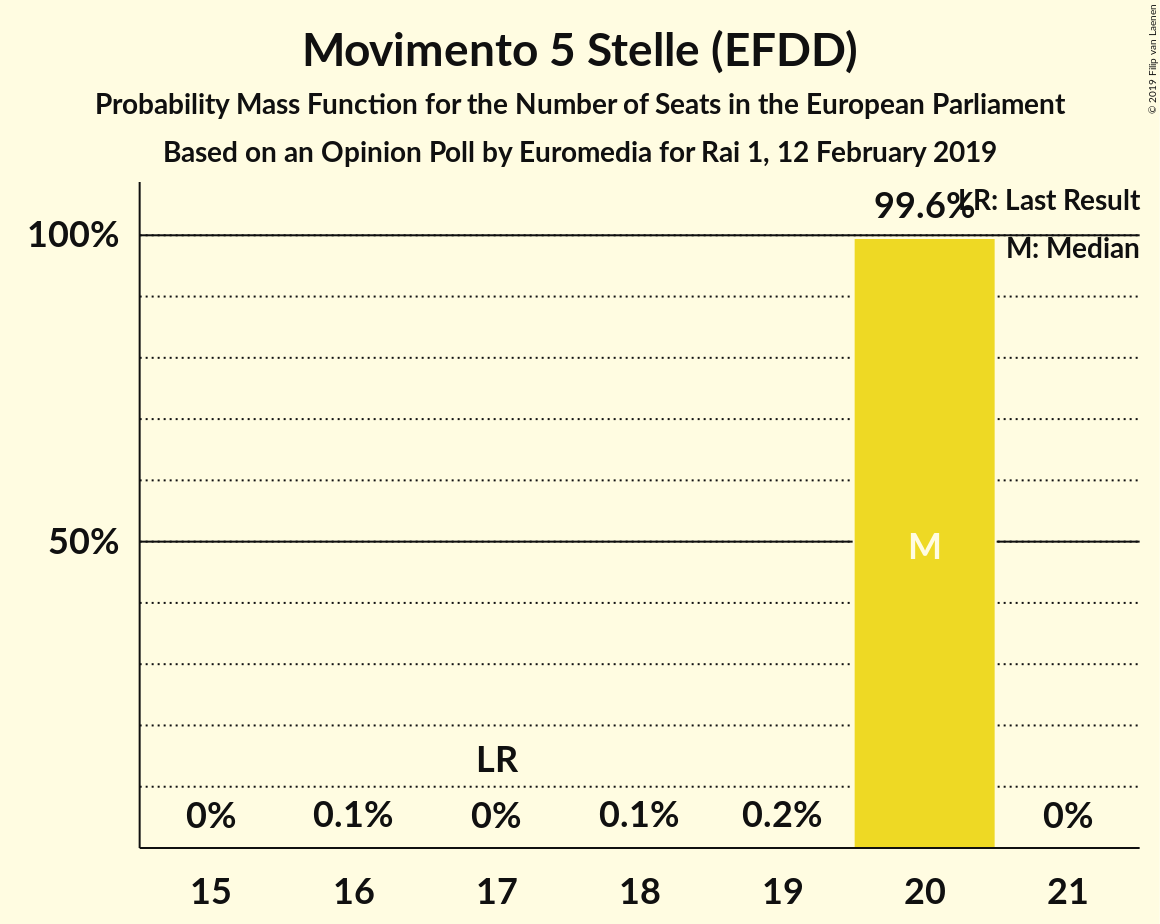 Movimento 5 Stelle (EFDD)
Probability Mass Function for the Number of Seats in the European Parliament
Based on an Opinion Poll by Euromedia for Rai 1, 12 February 2019
© 2019 Filip van Laenen
LR: Last Result
M: Median
99.6%
100%
50%
M
LR
0% 0.1% 0% 0.1% 0.2% 0%
15 16 17 18 19 20 21